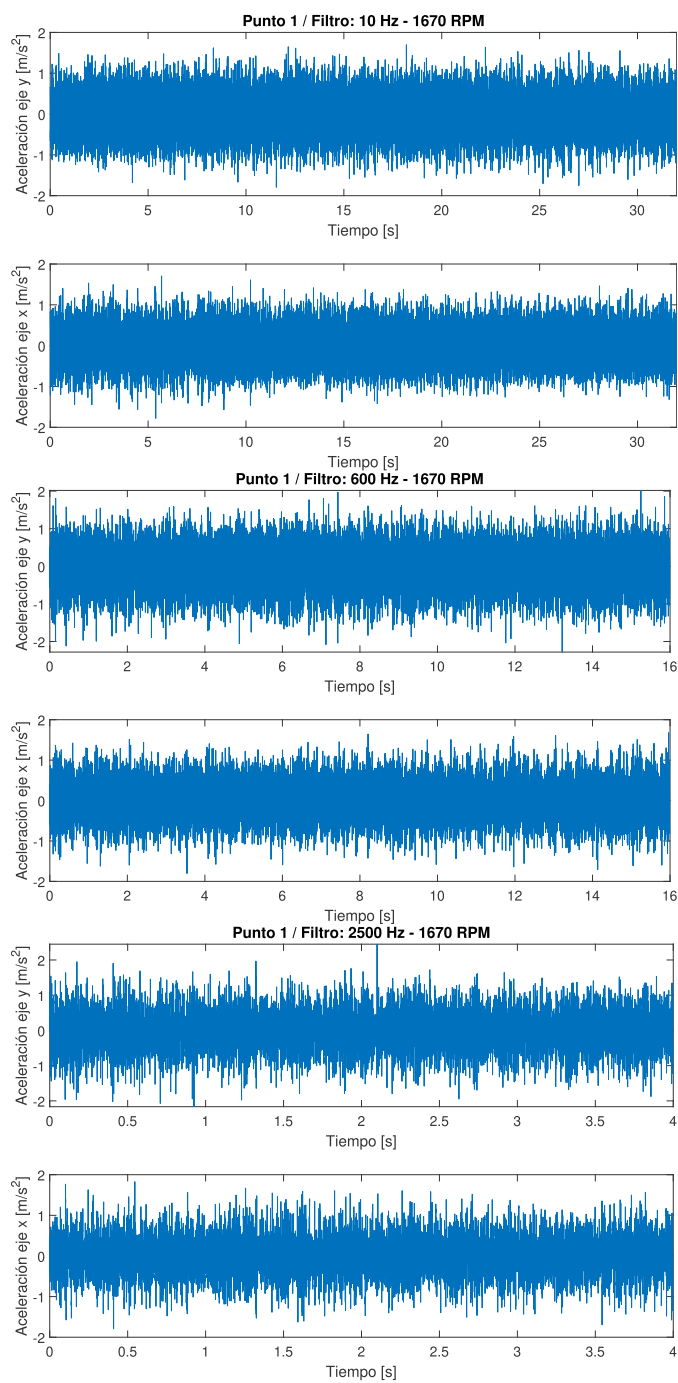 Punto 1 / Filtro: 10 Hz - 1670 RPM
Aceleración eje y [m/s²]
2
1
0
-1
-2
0 5 10 15 20 25 30
Tiempo [s]
Aceleración eje x [m/s²]
2
1
0
-1
-2
0 5 10 15 20 25 30
Tiempo [s]
Punto 1 / Filtro: 600 Hz - 1670 RPM
Aceleración eje y [m/s²]
2
1
0
-1
-2
0 2 4 6 8 10 12 14 16
Tiempo [s]
Aceleración eje x [m/s²]
2
1
0
-1
-2
0 2 4 6 8 10 12 14 16
Tiempo [s]
Punto 1 / Filtro: 2500 Hz - 1670 RPM
Aceleración eje y [m/s²]
2
1
0
-1
-2
0 0.5 1 1.5 2 2.5 3 3.5 4
Tiempo [s]
Aceleración eje x [m/s²]
2
1
0
-1
-2
0 0.5 1 1.5 2 2.5 3 3.5 4
Tiempo [s]